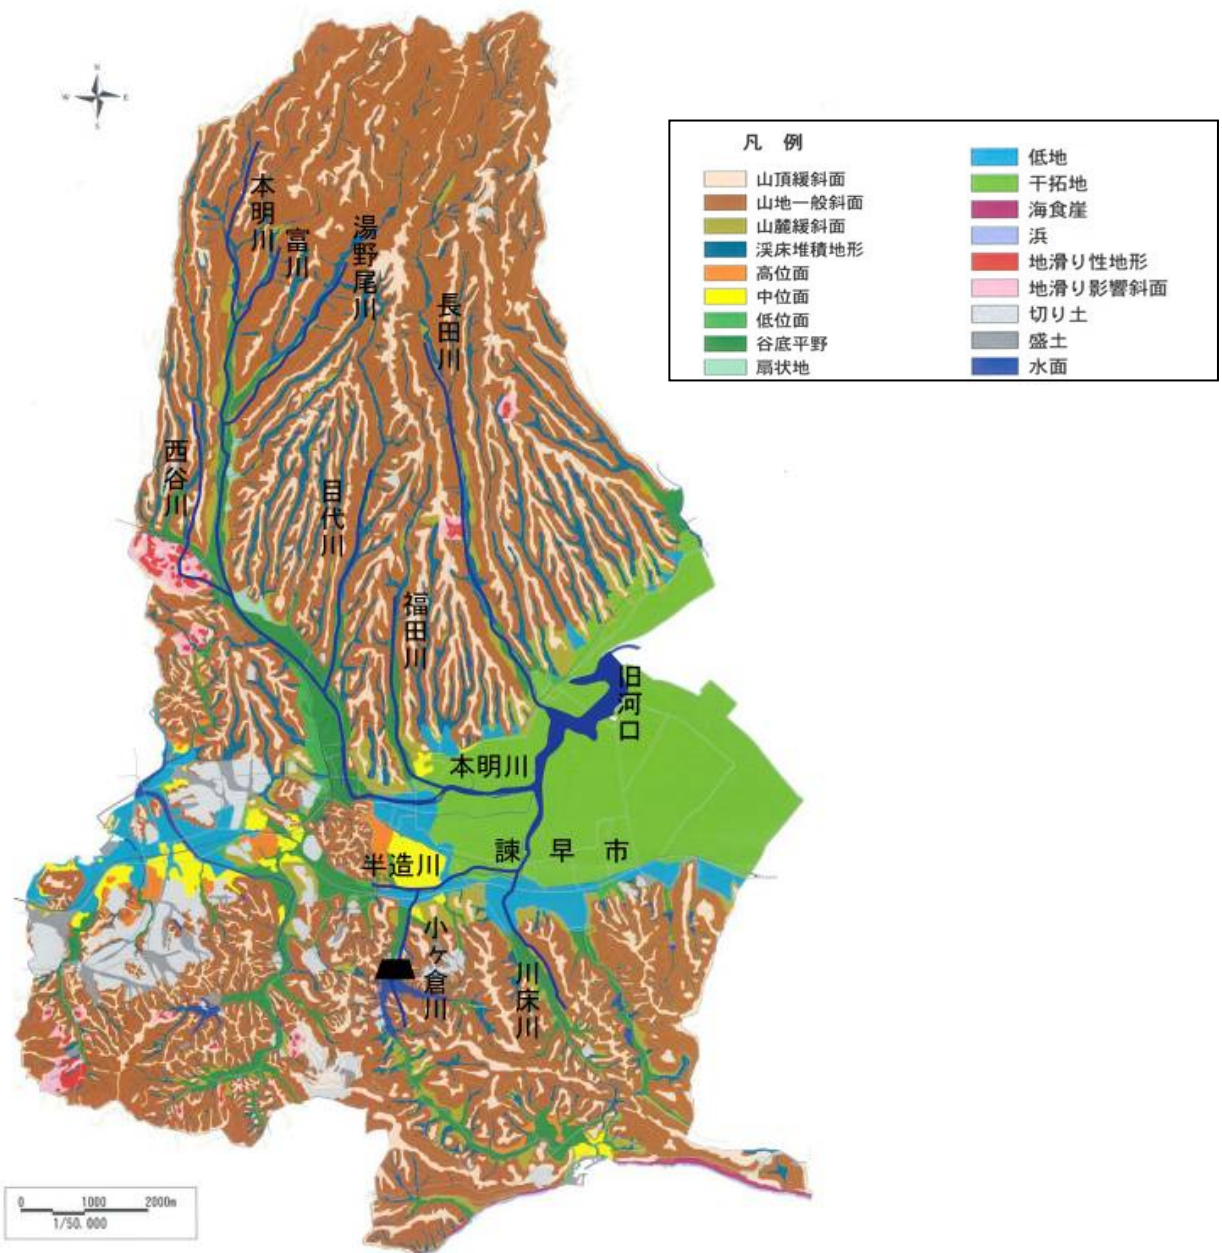 N
W E
S
凡 例
山頂緩斜面
山地一般斜面
山麓緩斜面
渓床堆積地形
高位面
中位面
低位面
谷底平野
扇状地
低地
干拓地
海食崖
浜
地滑り性地形
地滑り影響斜面
切り土
盛土
水面
本明川
富川
湯野尾川
長田川
西谷川
目代川
福田川
旧河口
本明川
諫早市
半造川
小ヶ倉川
川床川
0 1000 2000m
1/50.000